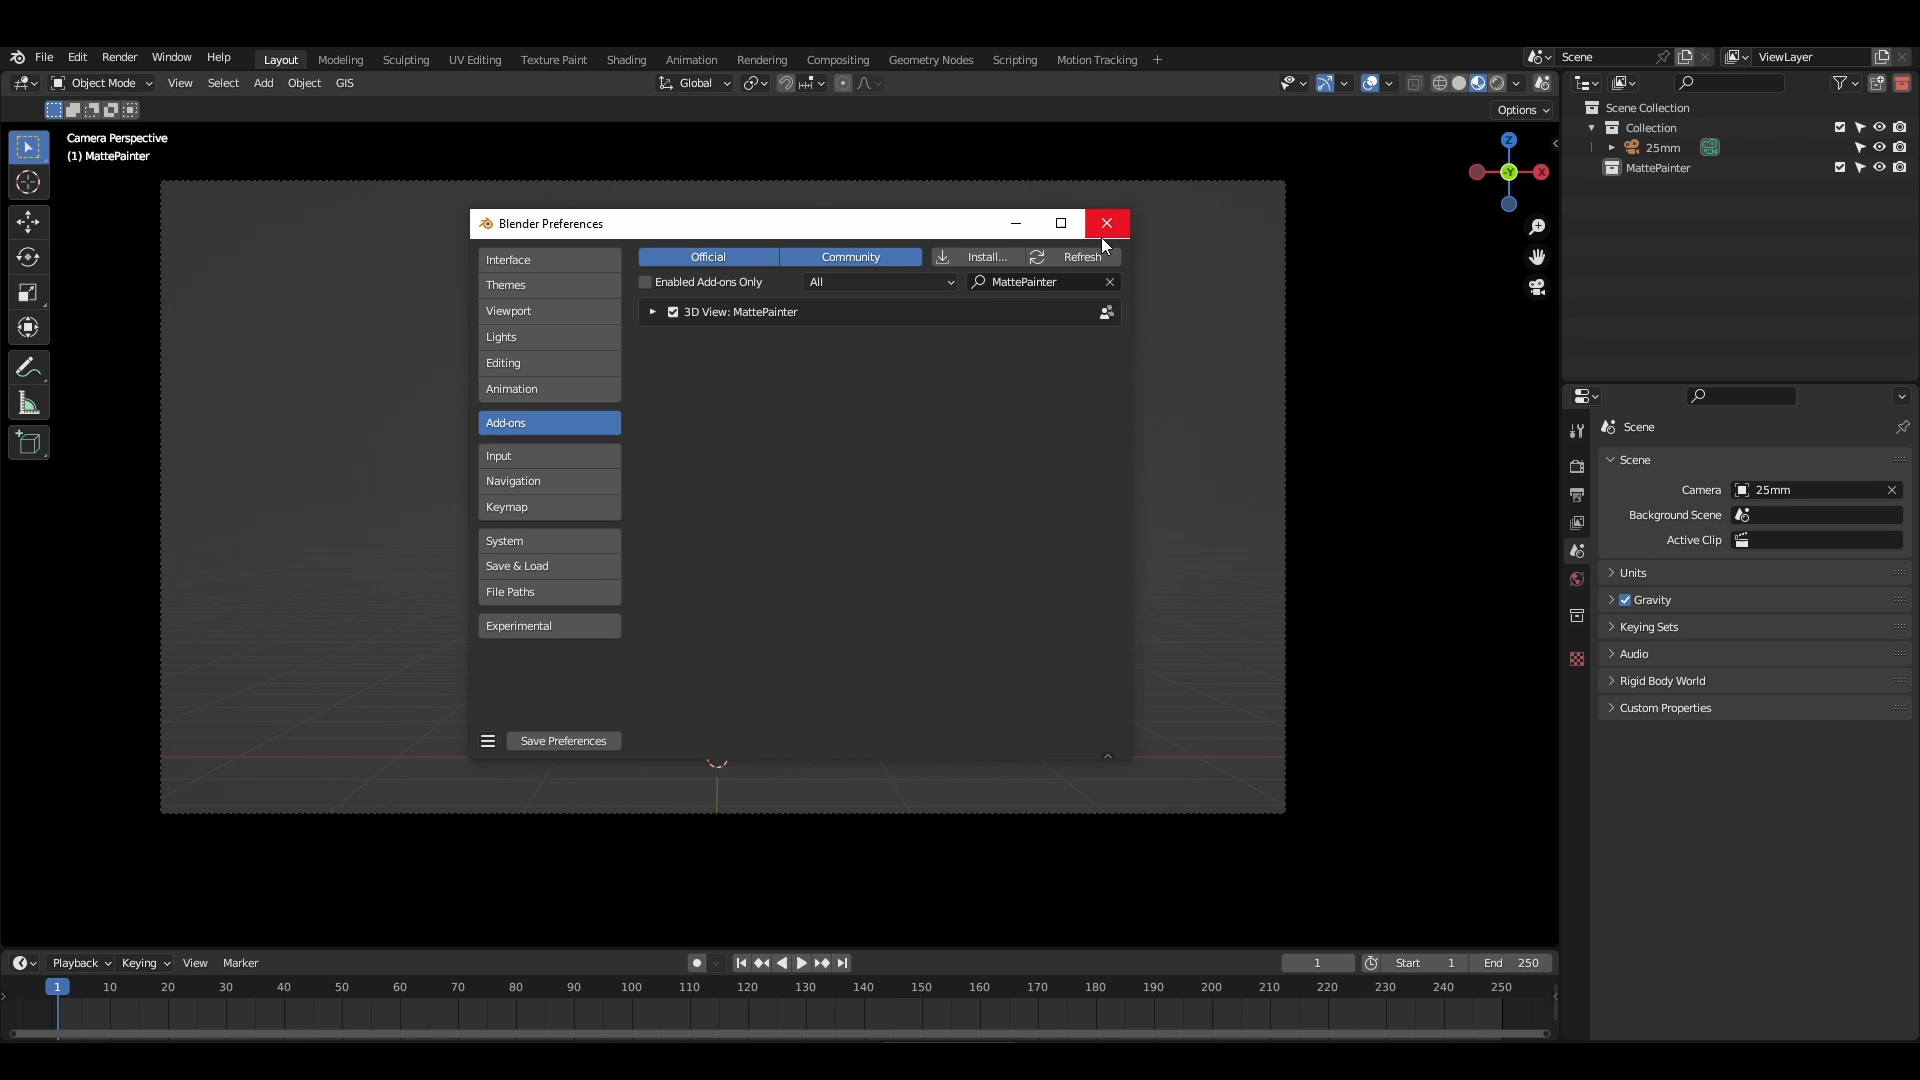 File Edit Render Window Help Layout Modeling Sculpting UV Editing Texture Paint Shading Animation Rendering Compositing Geometry Nodes Scripting Motion Tracking + Scene ViewLayer
Object Mode View Select Add Object GIS Global
Options
Camera Perspective
(1) MattePainter
Z
-Y
X
Blender Preferences
Interface
Themes
Viewport
Lights
Editing
Animation
Add-ons
Input
Navigation
Keymap
System
Save & Load
File Paths
Experimental
Save Preferences
Official Community Install... Refresh
Enabled Add-ons Only All MattePainter
3D View: MattePainter
Scene Collection
Collection
25mm
MattePainter
Scene
Scene
Camera 25mm
Background Scene
Active Clip
Units
Gravity
Keying Sets
Audio
Rigid Body World
Custom Properties
Playback Keying View Marker 1 Start 1 End 250
1 10 20 30 40 50 60 70 80 90 100 110 120 130 140 150 160 170 180 190 200 210 220 230 240 250